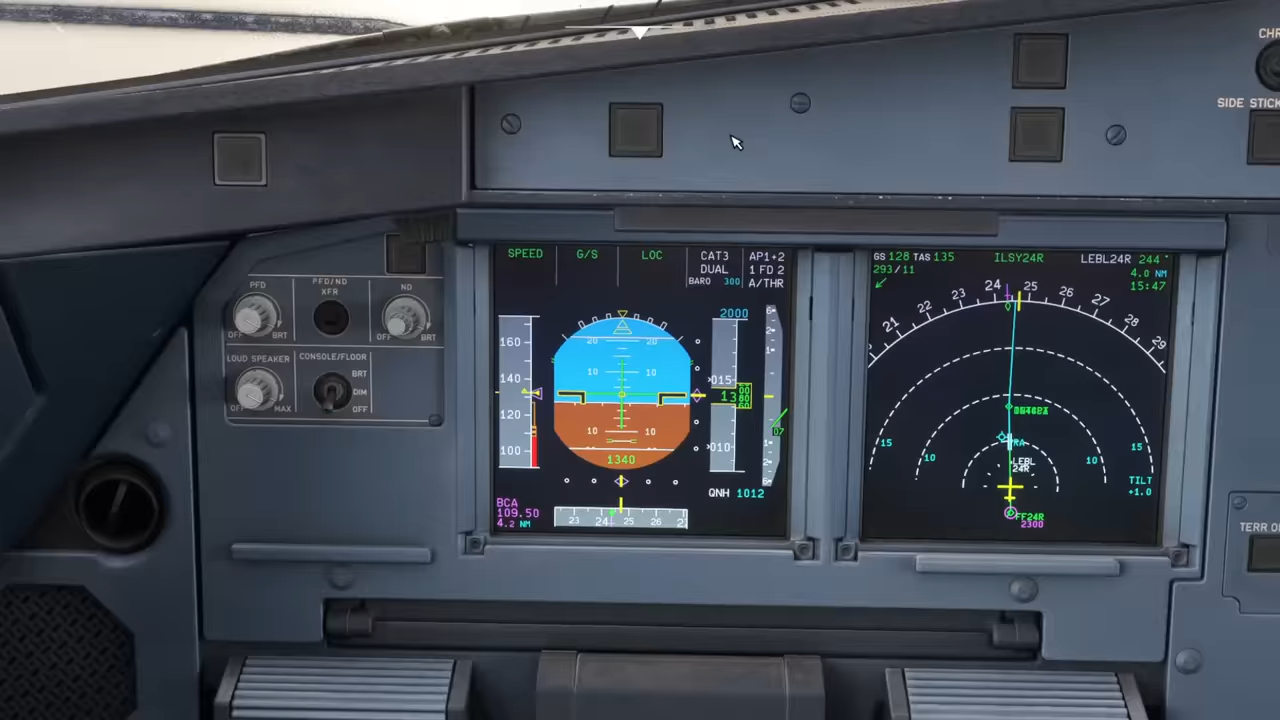 CHR
SIDE STICK
PFD
PFD/ND
XFR
ND
OFF
BRT
OFF
BRT
LOUD SPEAKER
CONSOLE/FLOOR
BRT
DIM
OFF
OFF
MAX
SPEED
G/S
LOC
CAT3
DUAL
BARO 300
AP1+2
1 FD 2
A/THR
2000
160
140
120
100
20
20
10
10
10
10
1340
015
13
010
07
QNH 1012
BCA
109.50
4.2 NM
23
24
25
26
27
GS 128 TAS 135
293/11
ILSY24R
LEBL24R 244°
4.0 NM
15:47
21
22
23
24
25
26
27
28
29
15
10
10
15
LEBL
24R
TILT
+1.0
FF24R
2300
TERR O